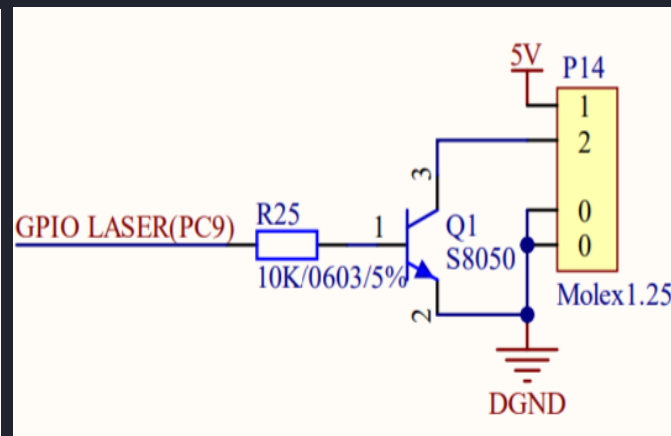 5V
P14
1
2
3
GPIO LASER(PC9)
R25
1
Q1
0
0
S8050
10K/0603/5%
Molex1.25
2
DGND